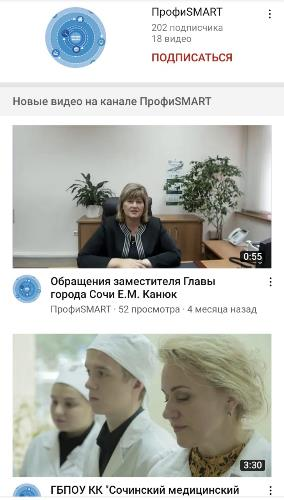 ПрофиSMART
202 подписчика
18 видео
ПОДПИСАТЬСЯ
Новые видео на канале ПрофиSMART
0:55
Обращения заместителя Главы
города Сочи Е.М. Канюк
ПрофиSMART · 52 просмотра · 4 месяца назад
3:30
ГБПОУ КК "Сочинский медицинский